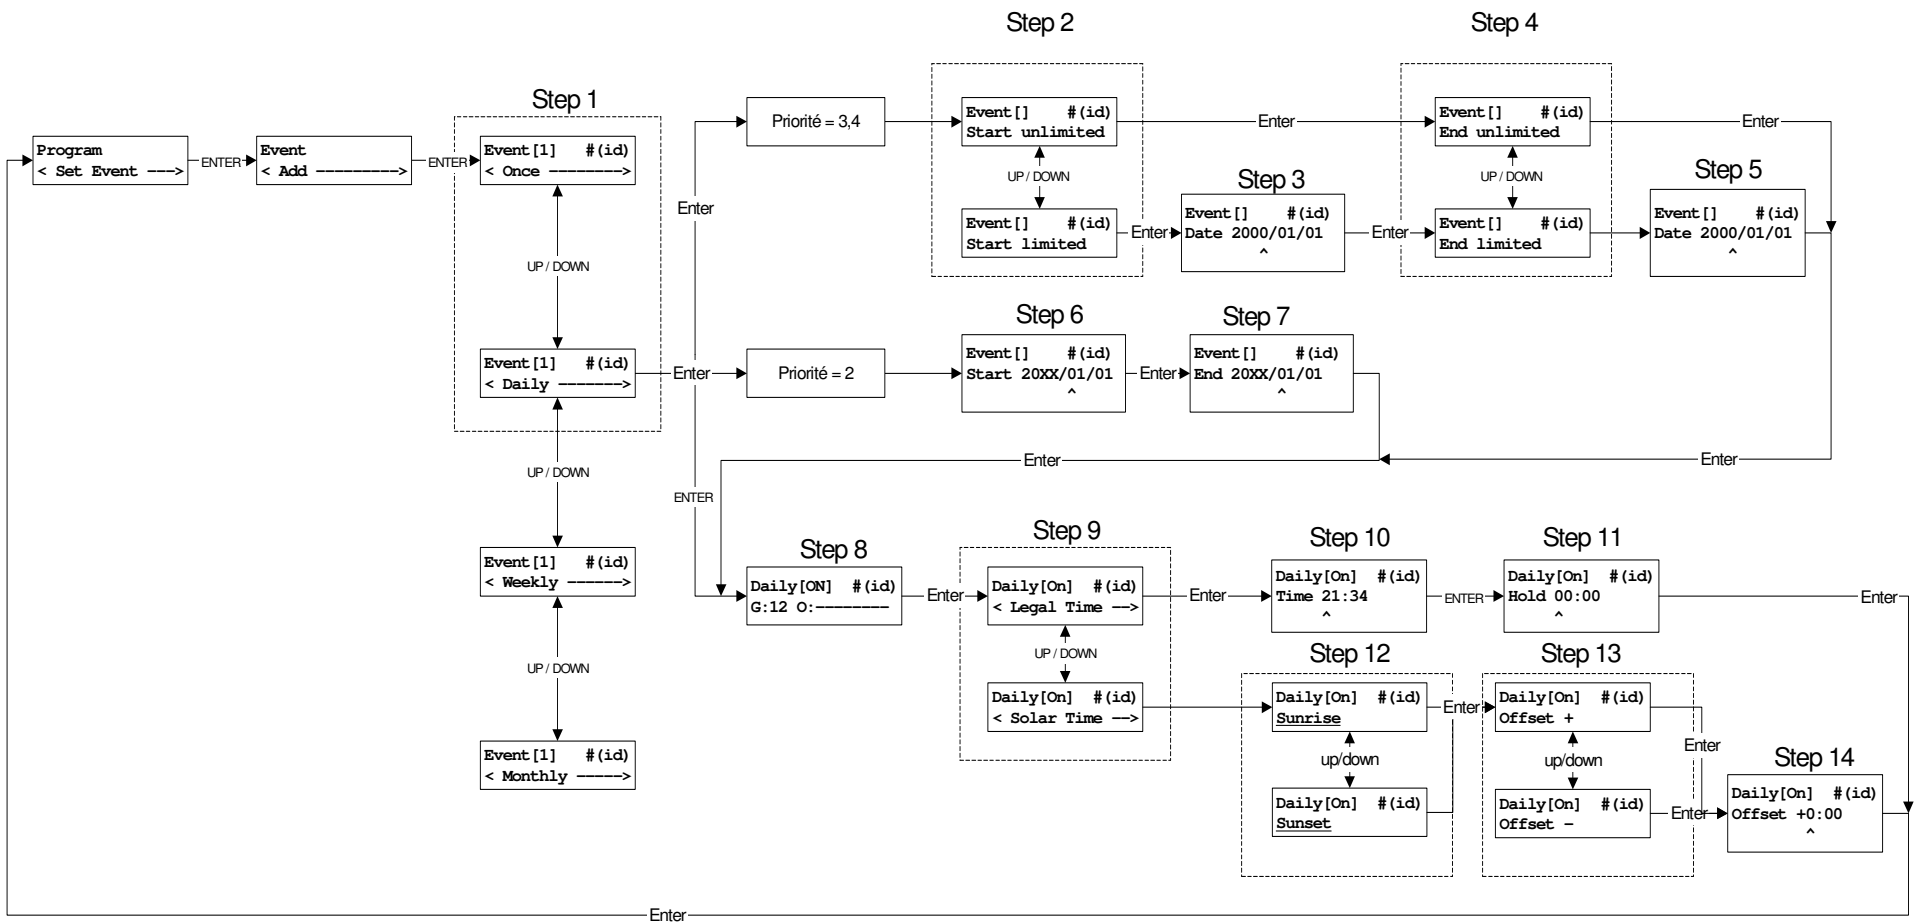 Step 2
Step 4
Step 1
Priorité = 3,4
Event[] #(id)
Start unlimited
Enter
Event[] #(id)
End unlimited
Enter
Program
< Set Event --->
ENTER
Event
< Add --------->
ENTER
Event[1] #(id)
< Once -------->
UP / DOWN
UP / DOWN
Step 3
Step 5
Enter
Event[] #(id)
Start limited
Enter
Event[] #(id)
Date 2000/01/01
^
Enter
Event[] #(id)
End limited
Event[] #(id)
Date 2000/01/01
^
UP / DOWN
Step 6
Step 7
Event[1] #(id)
< Daily ------->
Enter
Priorité = 2
Event[] #(id)
Start 20XX/01/01
^
Enter
Event[] #(id)
End 20XX/01/01
^
UP / DOWN
Enter
Enter
ENTER
Step 8
Step 9
Step 10
Step 11
Event[1] #(id)
< Weekly ------>
Daily[ON] #(id)
G:12 O:--------
Enter
Daily[On] #(id)
< Legal Time -->
Enter
Daily[On] #(id)
Time 21:34
^
ENTER
Daily[On] #(id)
Hold 00:00
^
Enter
UP / DOWN
UP / DOWN
Step 12
Step 13
Daily[On] #(id)
< Solar Time -->
Daily[On] #(id)
Sunrise
Enter
Daily[On] #(id)
Offset +
Enter
up/down
up/down
Step 14
Event[1] #(id)
< Monthly ----->
Daily[On] #(id)
Sunset
Daily[On] #(id)
Offset -
Enter
Daily[On] #(id)
Offset +0:00
^
Enter